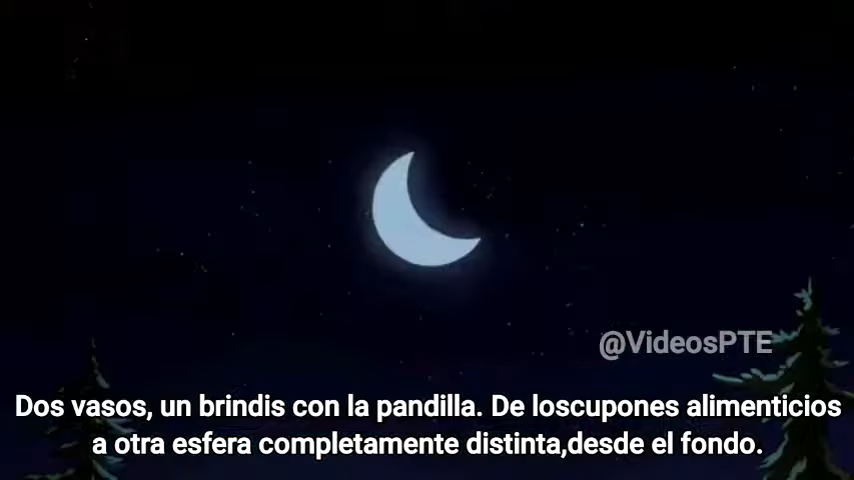 @VideosPTE
Dos vasos, un brindis con la pandilla. De loscupones alimenticios
a otra esfera completamente distinta,desde el fondo.